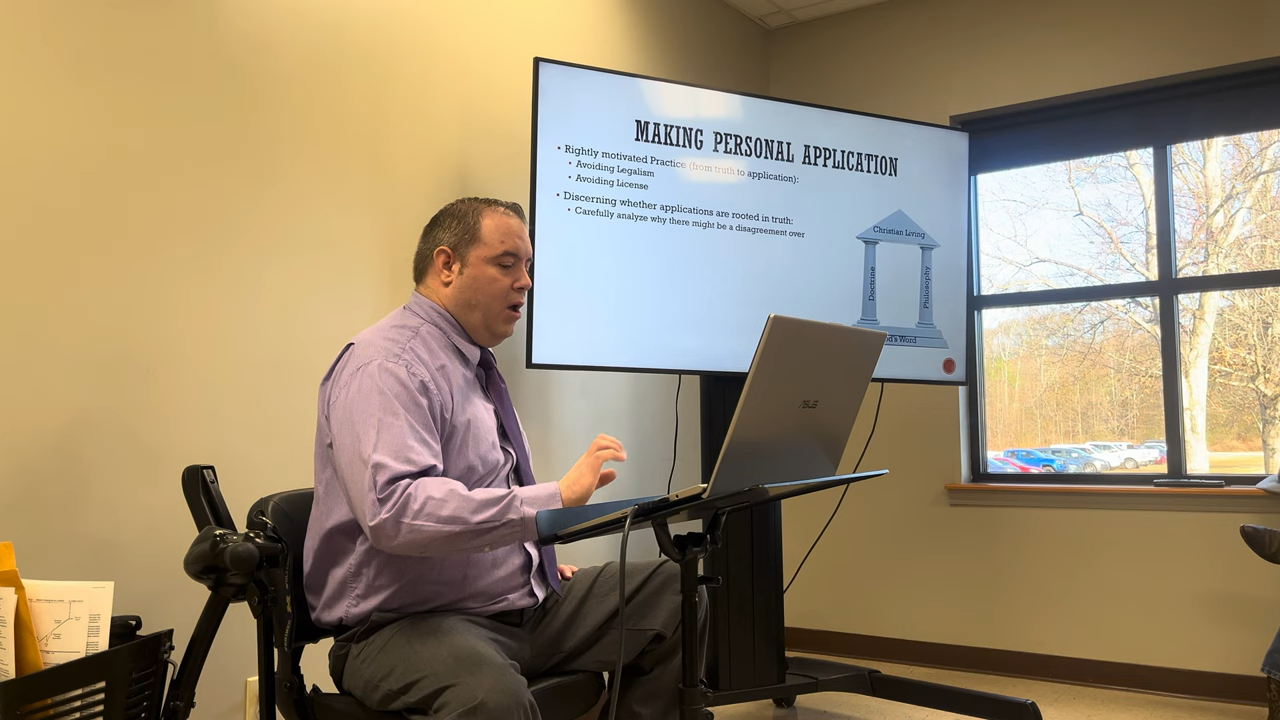 MAKING PERSONAL APPLICATION
Rightly motivated Practice (from truth to application):
Avoiding Legalism
Avoiding License
Discerning whether applications are rooted in truth:
Carefully analyze why there might be a disagreement over
Christian Living
Doctrine
Philosophy
Word
ASUS